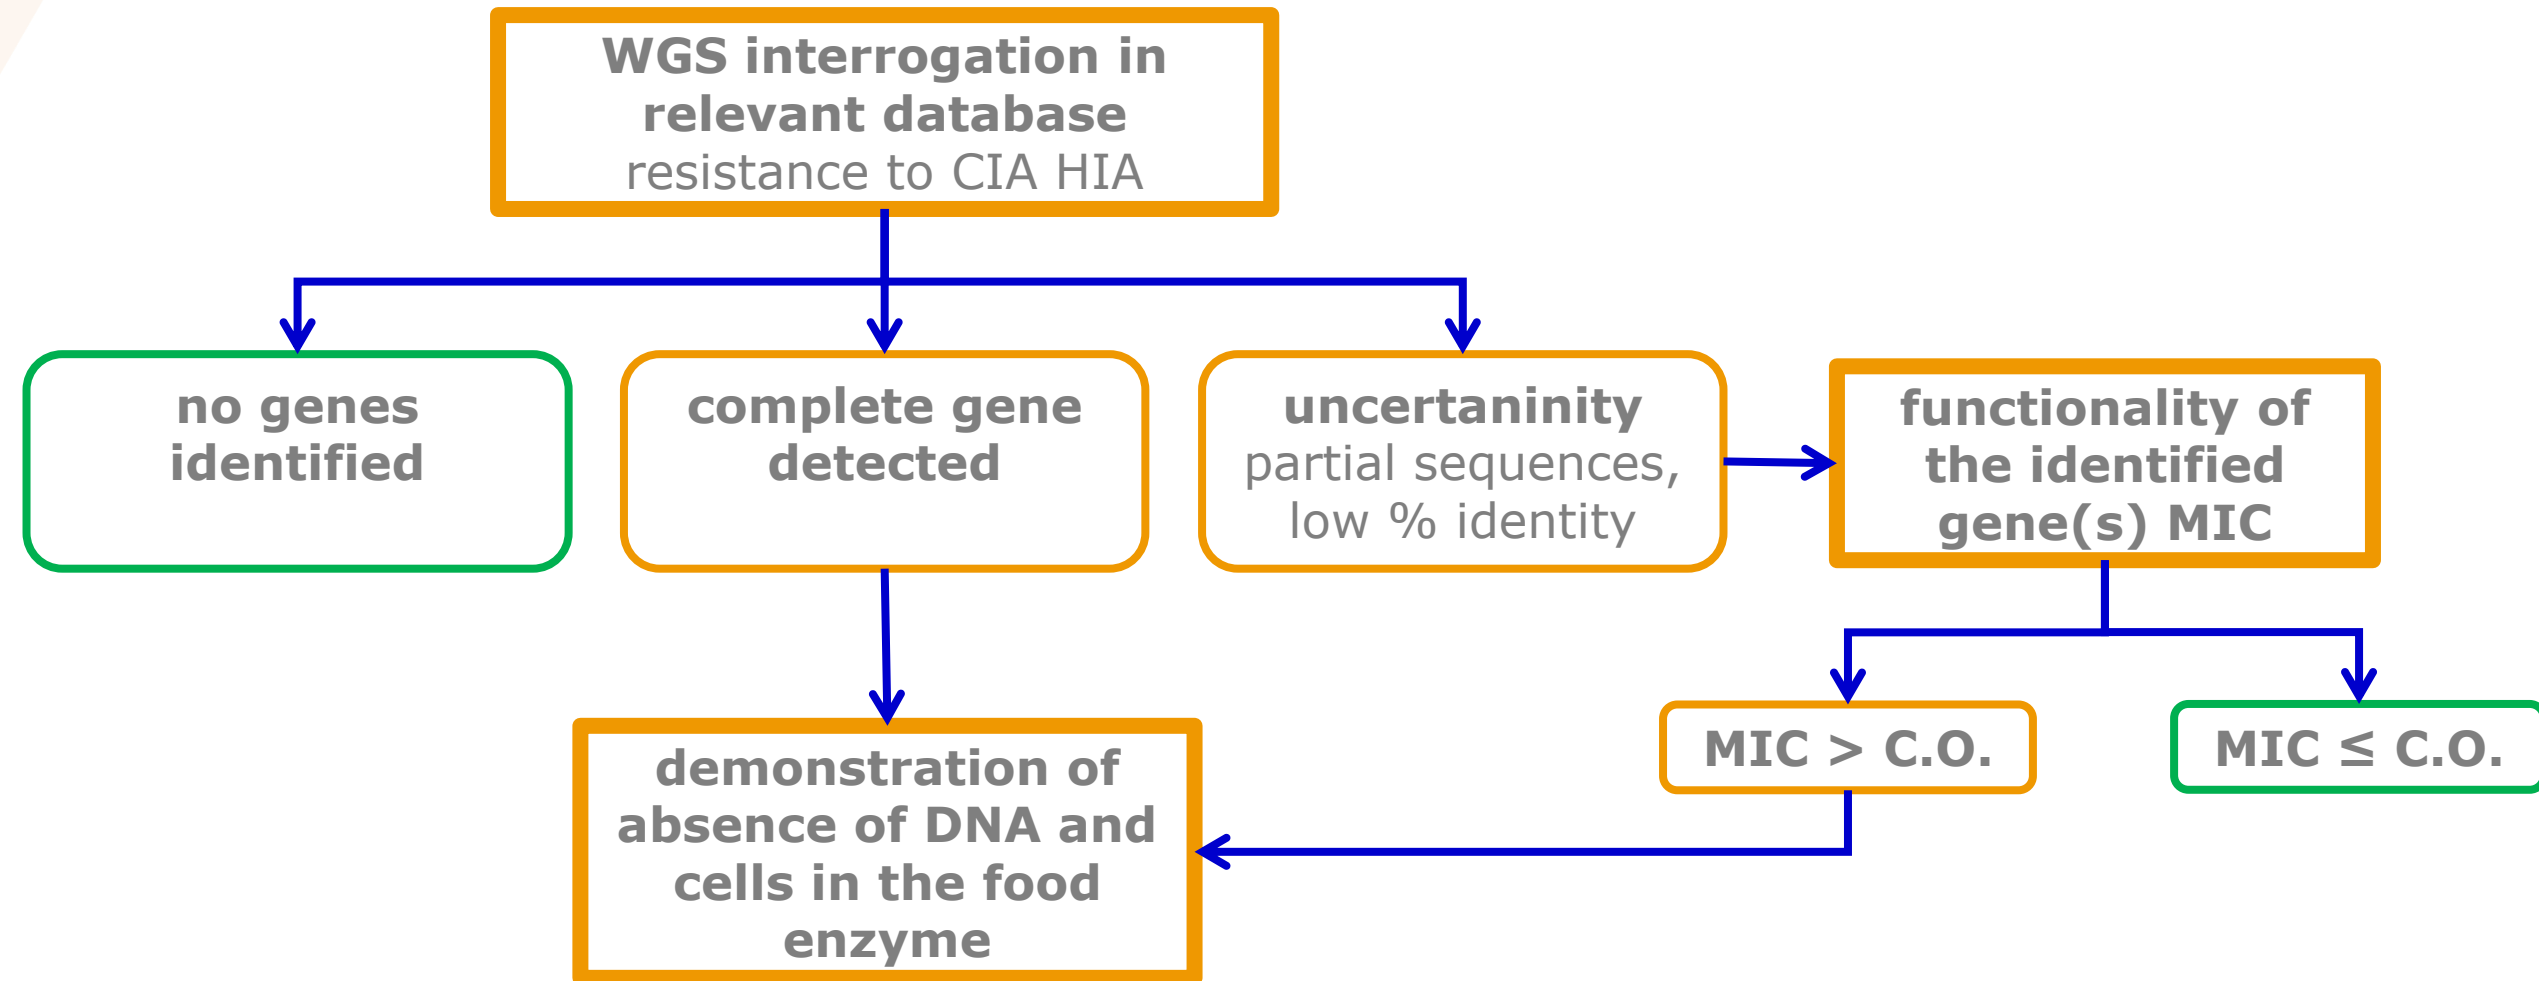 WGS interrogation in
relevant database
resistance to CIA HIA
no genes
identified
complete gene
detected
uncertaninity
partial sequences,
low % identity
functionality of
the identified
gene(s) MIC
MIC > C.O.
MIC ≤ C.O.
demonstration of
absence of DNA and
cells in the food
enzyme